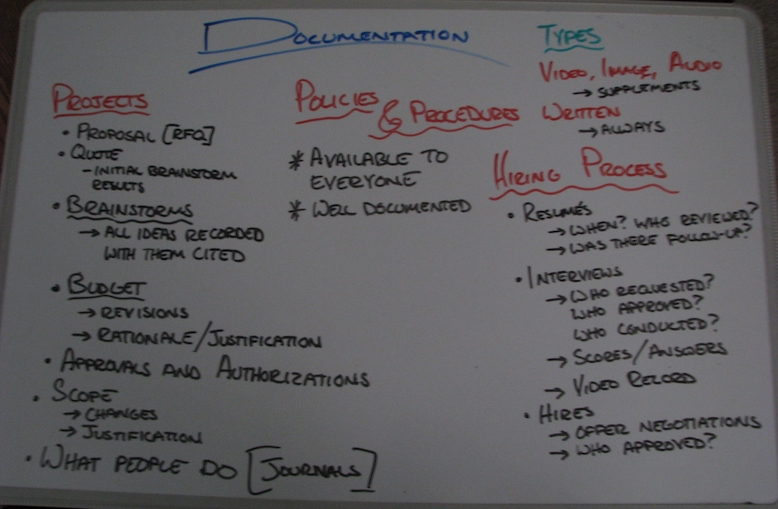 DOCUMENTATION
PROJECTS
• PROPOSAL [RFQ]
• QUOTE
- INITIAL BRAINSTORM
RESULTS
• BRAINSTORMS
→ ALL IDEAS RECORDED
WITH THEM CITED
• BUDGET
→ REVISIONS
→ RATIONALE/JUSTIFICATION
• APPROVALS AND AUTHORIZATIONS
• SCOPE
→ CHANGES
→ JUSTIFICATION
• WHAT PEOPLE DO [JOURNALS]
POLICIES
& PROCEDURES
* AVAILABLE TO
EVERYONE
* WELL DOCUMENTED
TYPES
VIDEO, IMAGE, AUDIO
→ SUPPLEMENTS
WRITTEN
→ ALWAYS
HIRING PROCESS
• RESUMÉS
→ WHEN? WHO REVIEWED?
→ WAS THERE FOLLOW-UP?
• INTERVIEWS
→ WHO REQUESTED?
WHO APPROVED?
WHO CONDUCTED?
→ SCORES/ANSWERS
→ VIDEO RECORD
• HIRES
→ OFFER NEGOTIATIONS
→ WHO APPROVED?